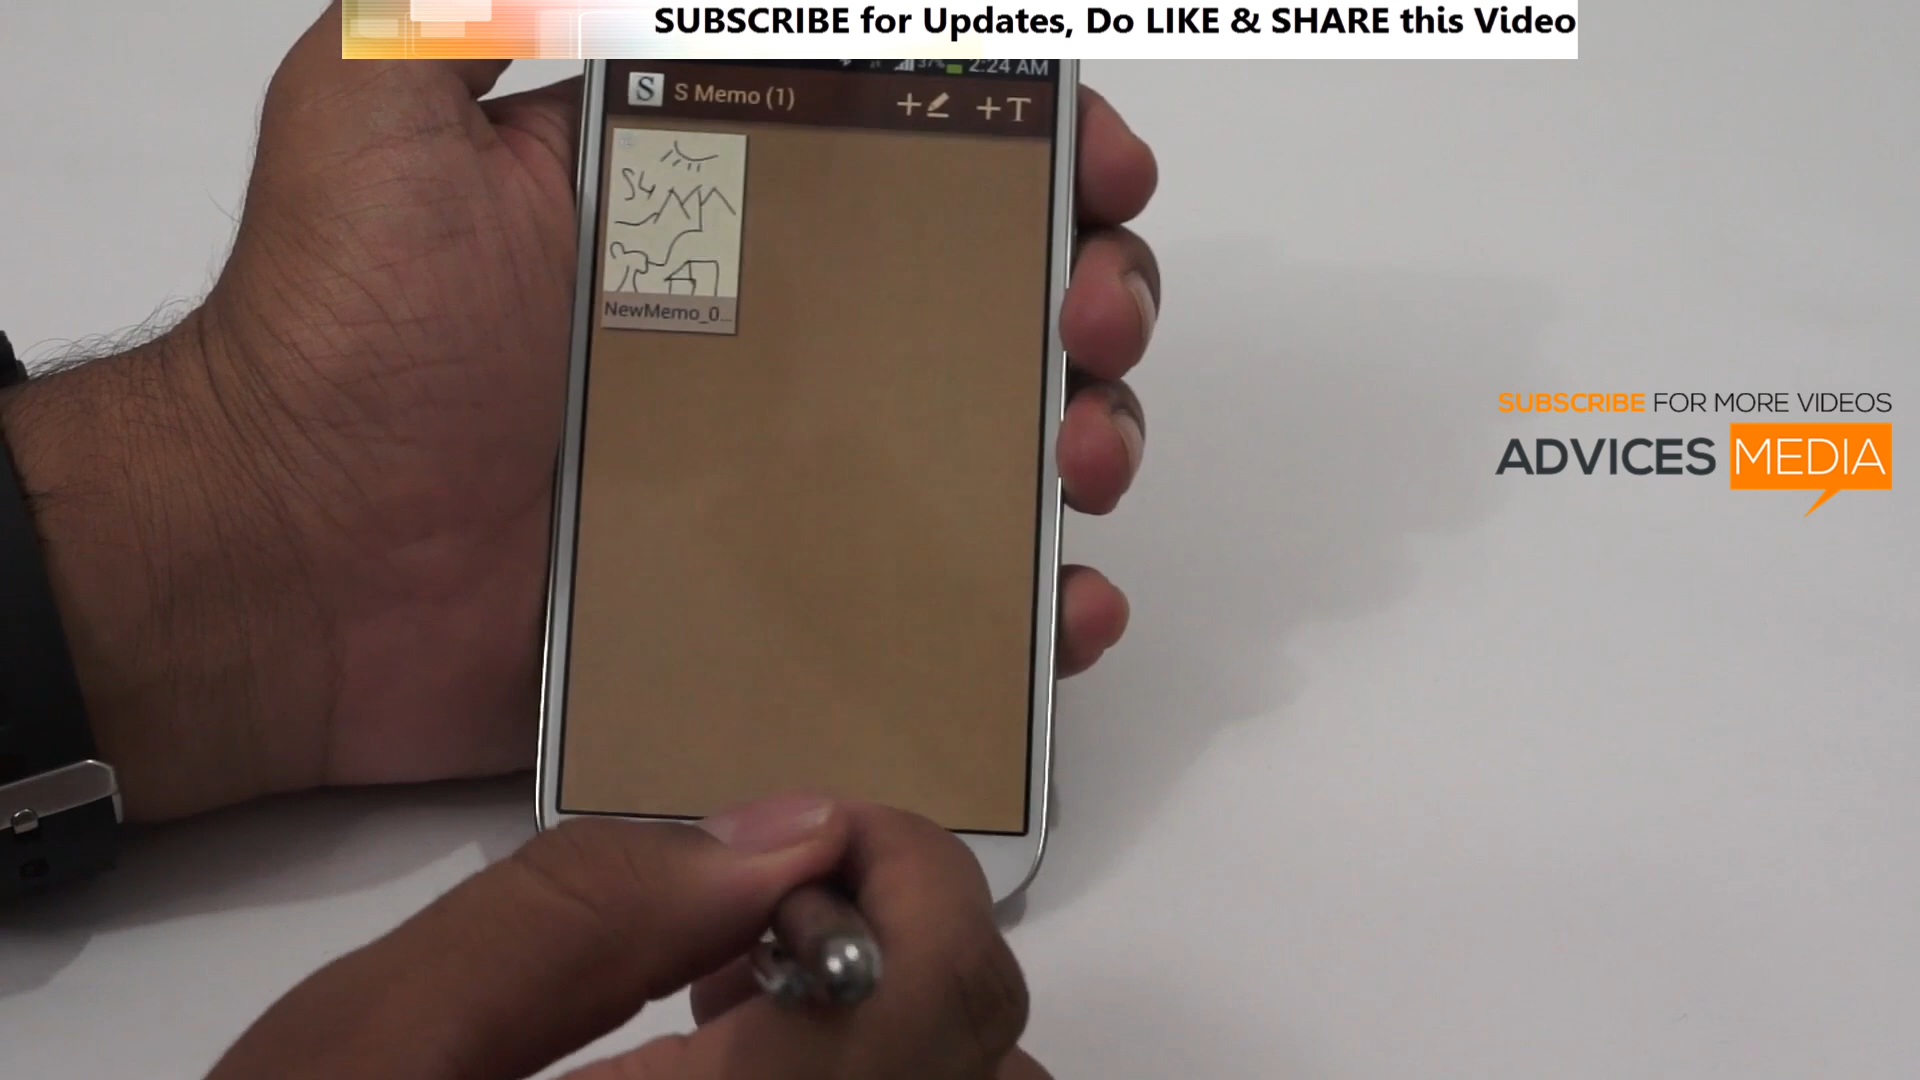 SUBSCRIBE for Updates, Do LIKE & SHARE this Video
37% 2:24 AM
S S Memo (1) + +T
S4
NewMemo_0...
SUBSCRIBE FOR MORE VIDEOS
ADVICES MEDIA